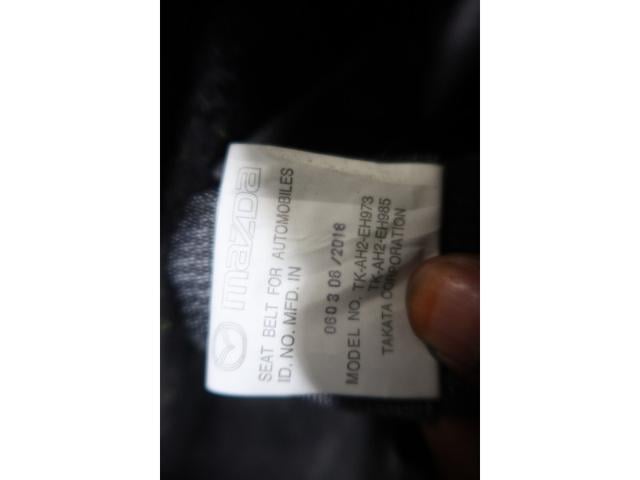 mazda
SEAT BELT FOR AUTOMOBILES
ID. NO. MFD. IN
0603 06/2016
MODEL NO. TK-AH2-EH973
TK-AH2-EH985
TAKATA CORPORATION